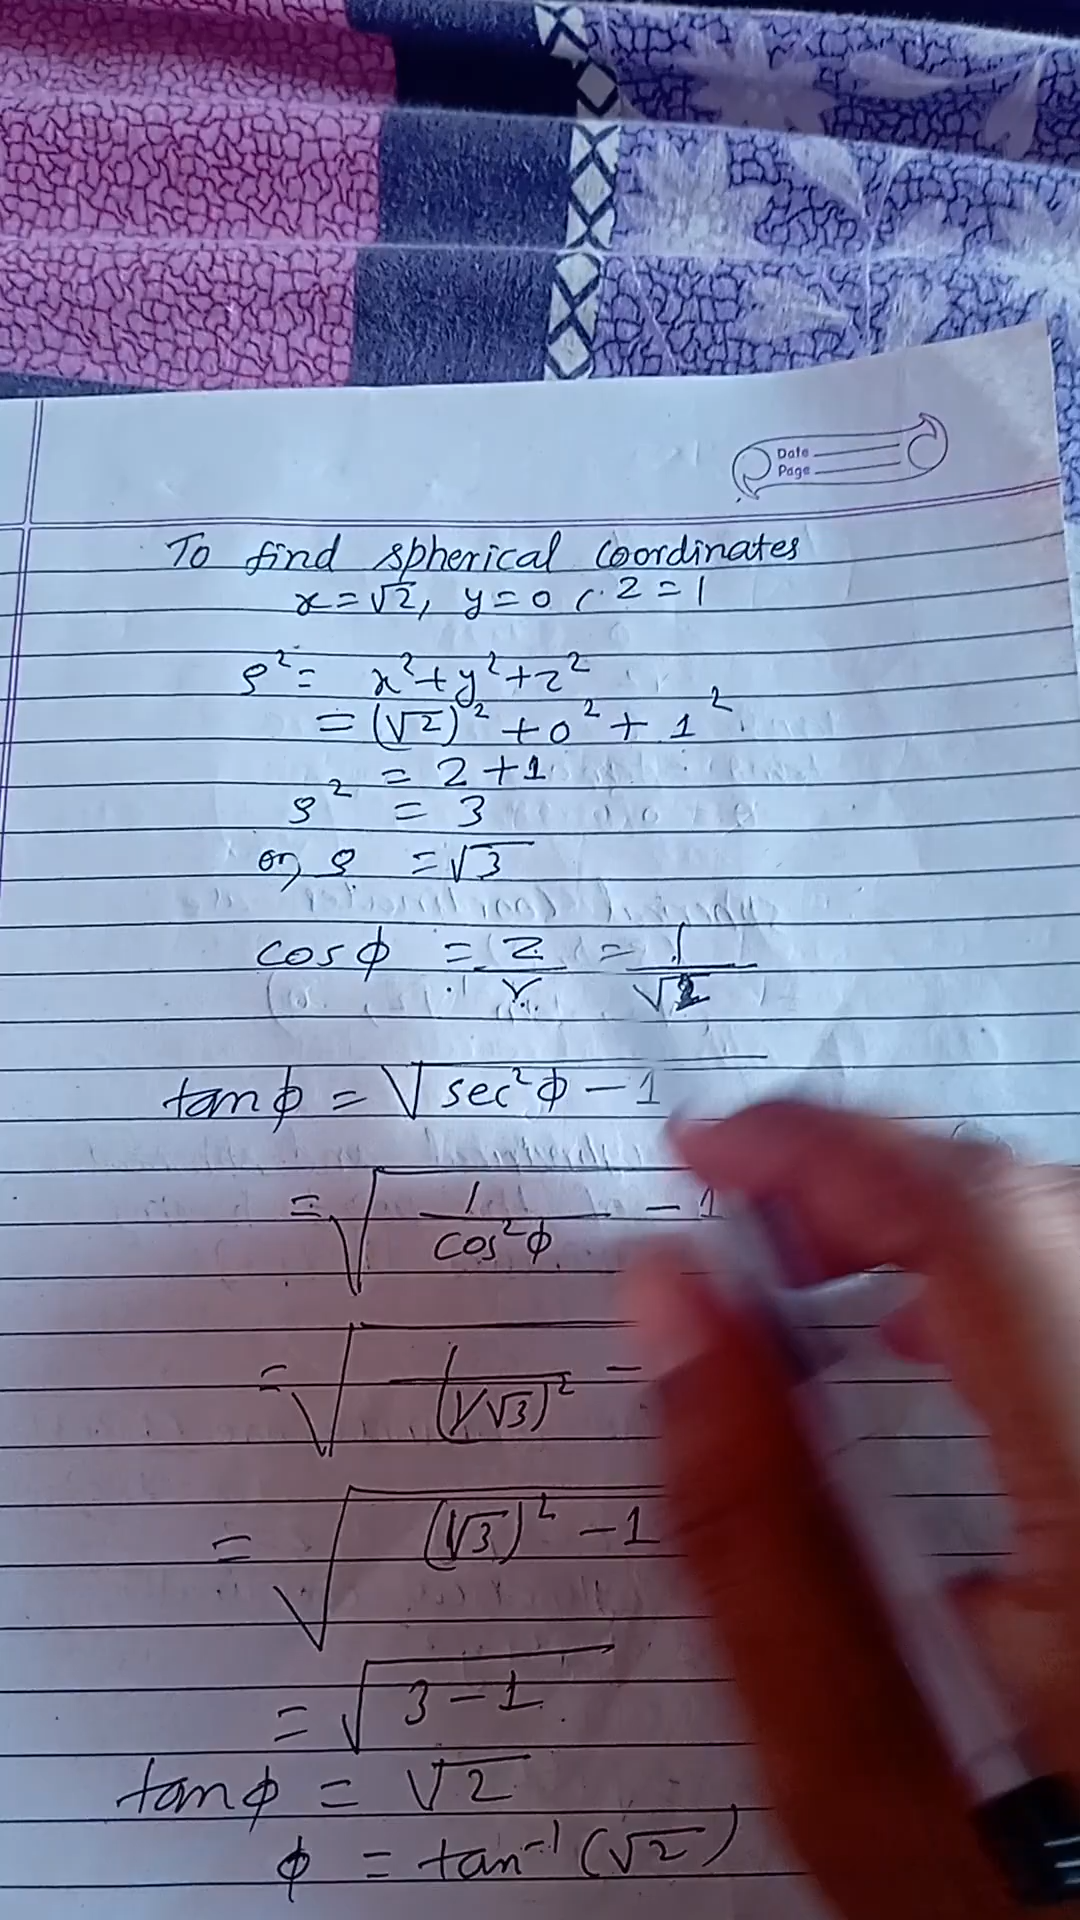 Date
Page
To find spherical coordinates
x = √2, y = 0, z = 1
ρ² = x² + y² + z²
= (√2)² + 0² + 1²
= 2 + 1
ρ² = 3
or, ρ = √3
cos ϕ = z/r = 1/√
tan ϕ = √(sec²ϕ − 1
= √(1/cos²ϕ − 1
= √(1/(1/√3)² −
= √((√3)² − 1
= √(3 − 1)
tan ϕ = √2
ϕ = tan⁻¹(√2)